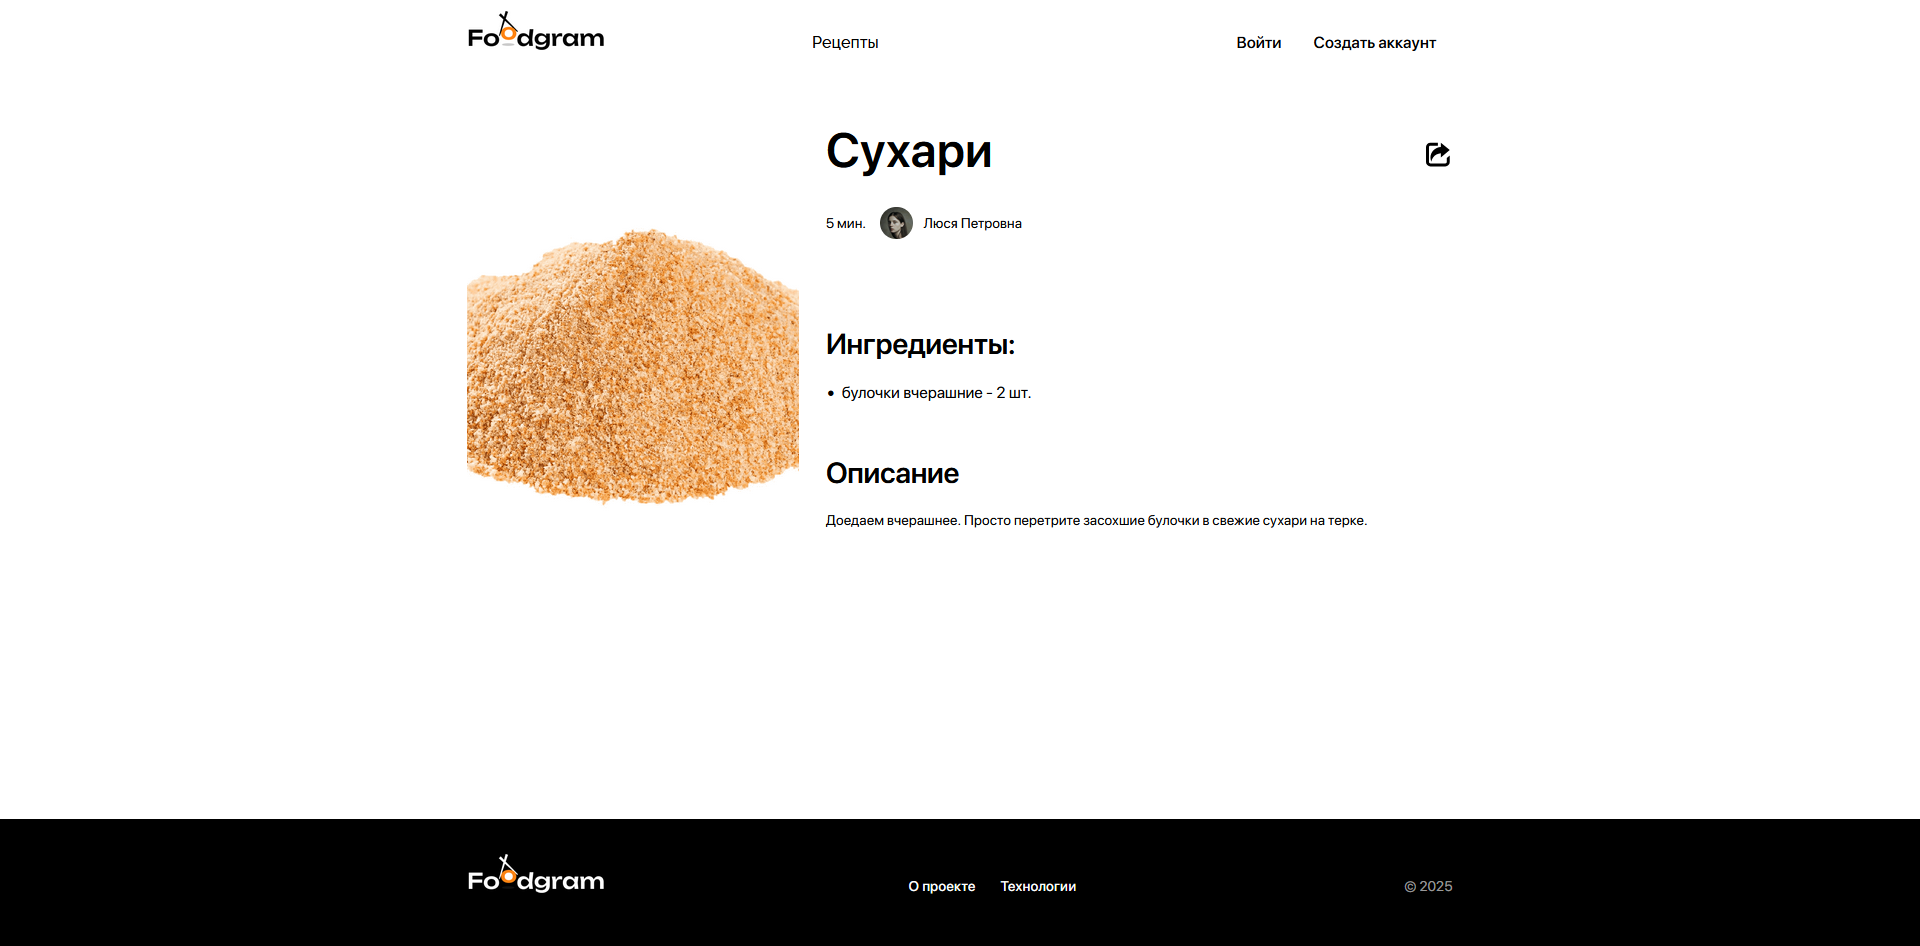 Foodgram
Рецепты
Войти
Создать аккаунт
Сухари
5 мин.
Люся Петровна
Ингредиенты:
• булочки вчерашние - 2 шт.
Описание
Доедаем вчерашнее. Просто перетрите засохшие булочки в свежие сухари на терке.
Foodgram
О проекте
Технологии
© 2025